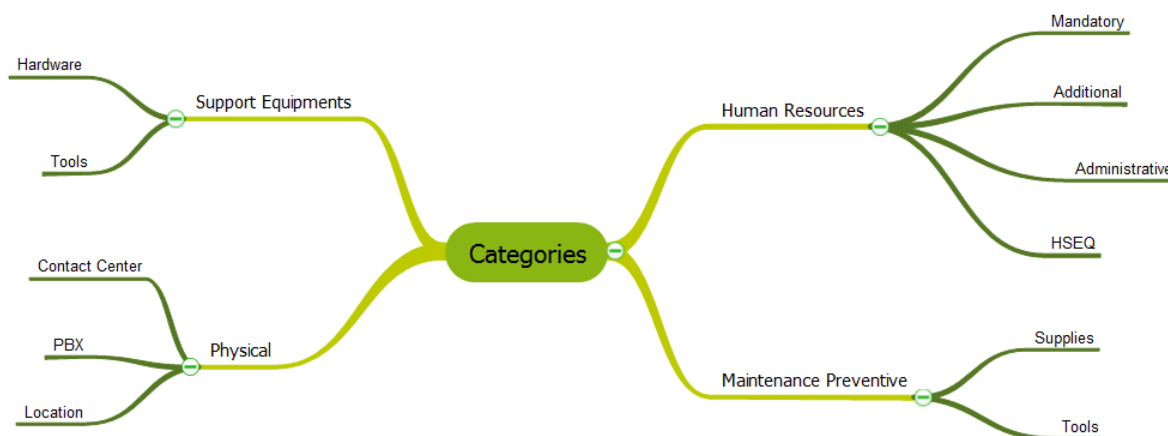 Categories
Support Equipments
Hardware
Tools
Physical
Contact Center
PBX
Location
Human Resources
Mandatory
Additional
Administrative
HSEQ
Maintenance Preventive
Supplies
Tools